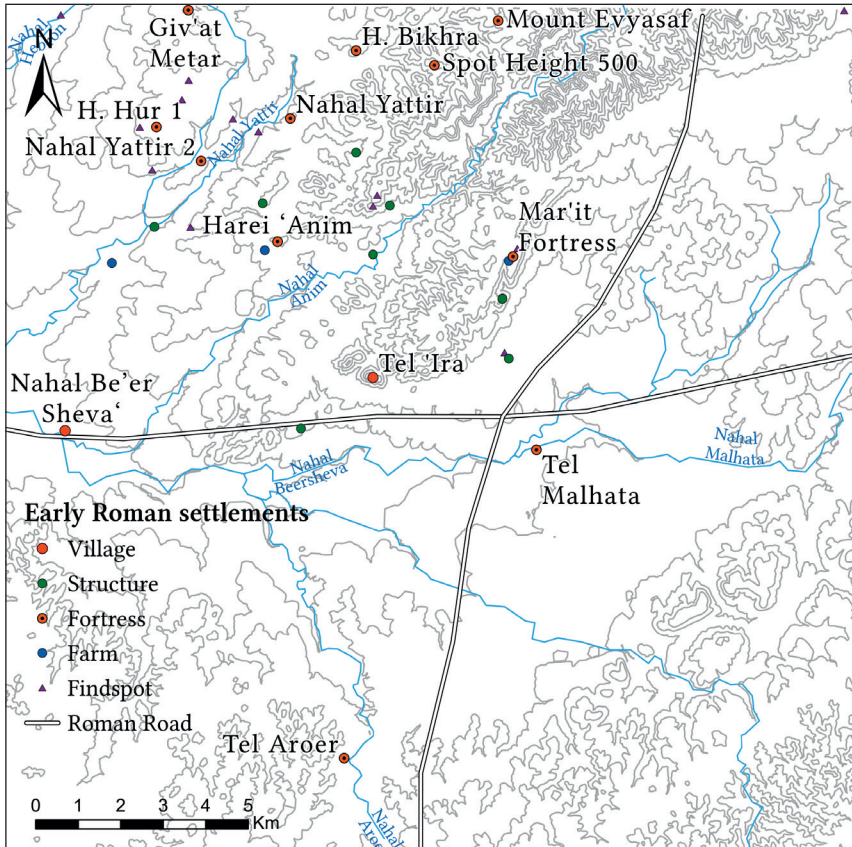 Giv'at
Metar
Mount Evyasaf
H. Bikhra
Spot Height 500
Nahal
Hebron
N
H. Hur 1
Nahal Yattir
Nahal Yattir 2
Nahal Yattir
Harei ‘Anim
Mar'it
Fortress
Nahal
Anim
Tel 'Ira
Nahal Be’er
Sheva‘
Nahal
Beersheva
Nahal
Malhata
Tel
Malhata
Early Roman settlements
Village
Structure
Fortress
Farm
Findspot
Roman Road
Tel Aroer
0 1 2 3 4 5
Km
Nahal